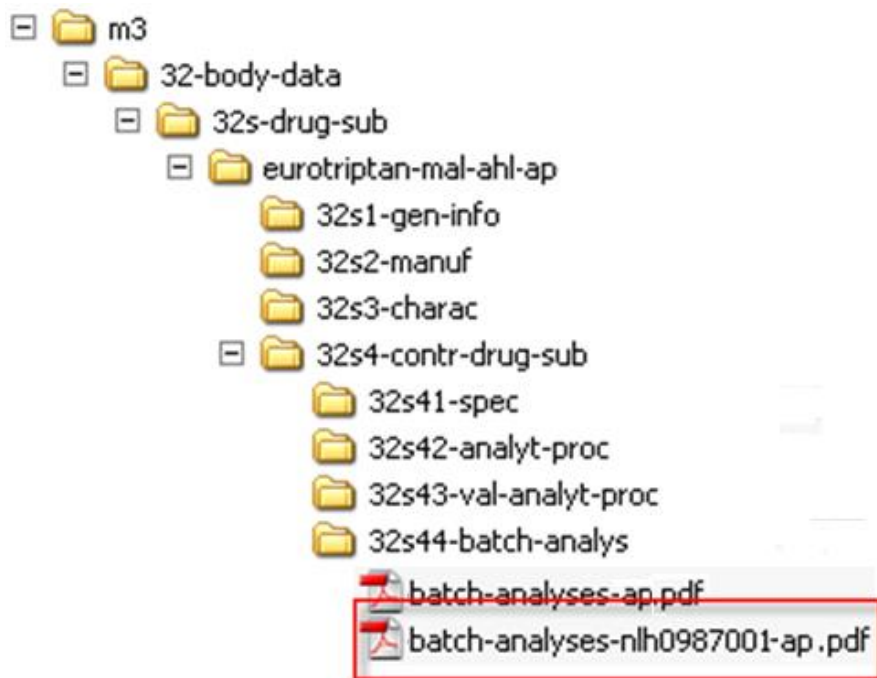 m3
32-body-data
32s-drug-sub
eurotriptan-mal-ahl-ap
32s1-gen-info
32s2-manuf
32s3-charac
32s4-contr-drug-sub
32s41-spec
32s42-analyt-proc
32s43-val-analyt-proc
32s44-batch-analys
batch-analyses-ap.pdf
batch-analyses-nlh0987001-ap.pdf